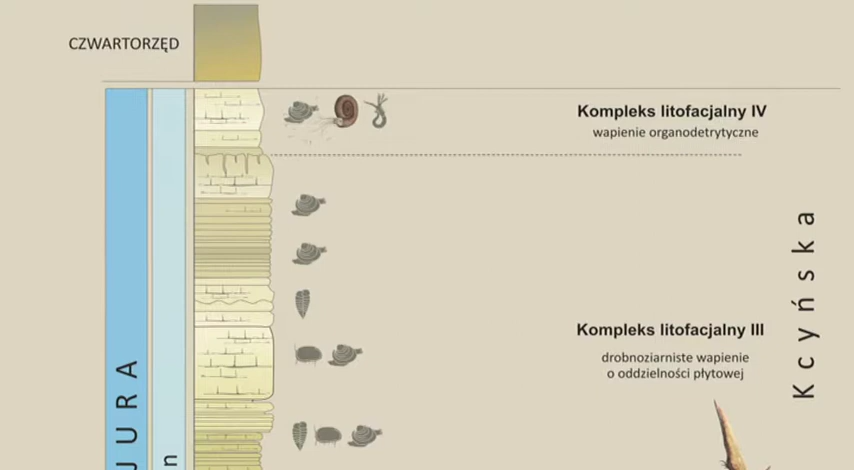 CZWARTORZĘD
Kompleks litofacjalny IV
wapienie organodetrytyczne
Kompleks litofacjalny III
drobnoziarniste wapienie
o oddzielności płytowej
Kcyńska
JURA
n